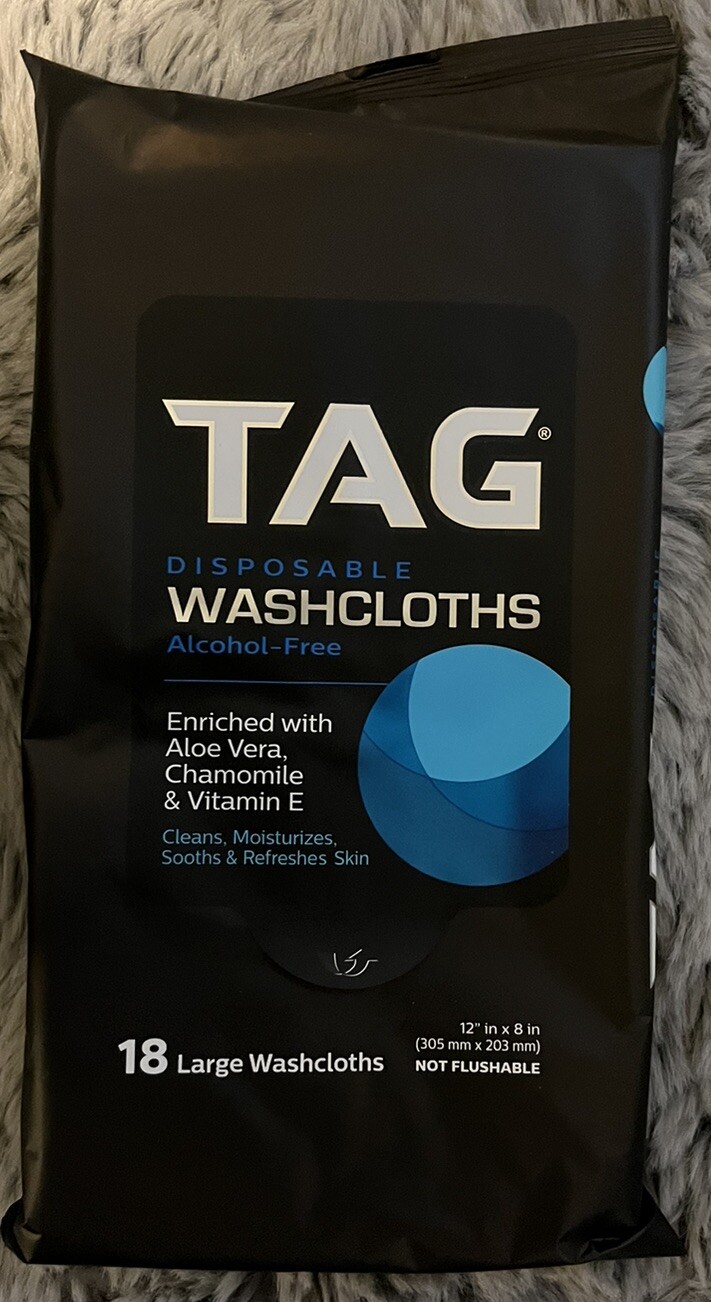 TAG®
DISPOSABLE
WASHCLOTHS
Alcohol-Free
Enriched with
Aloe Vera,
Chamomile
& Vitamin E
Cleans, Moisturizes,
Sooths & Refreshes Skin
18 Large Washcloths
12” in x 8 in
(305 mm x 203 mm)
NOT FLUSHABLE
DISPOSABLE